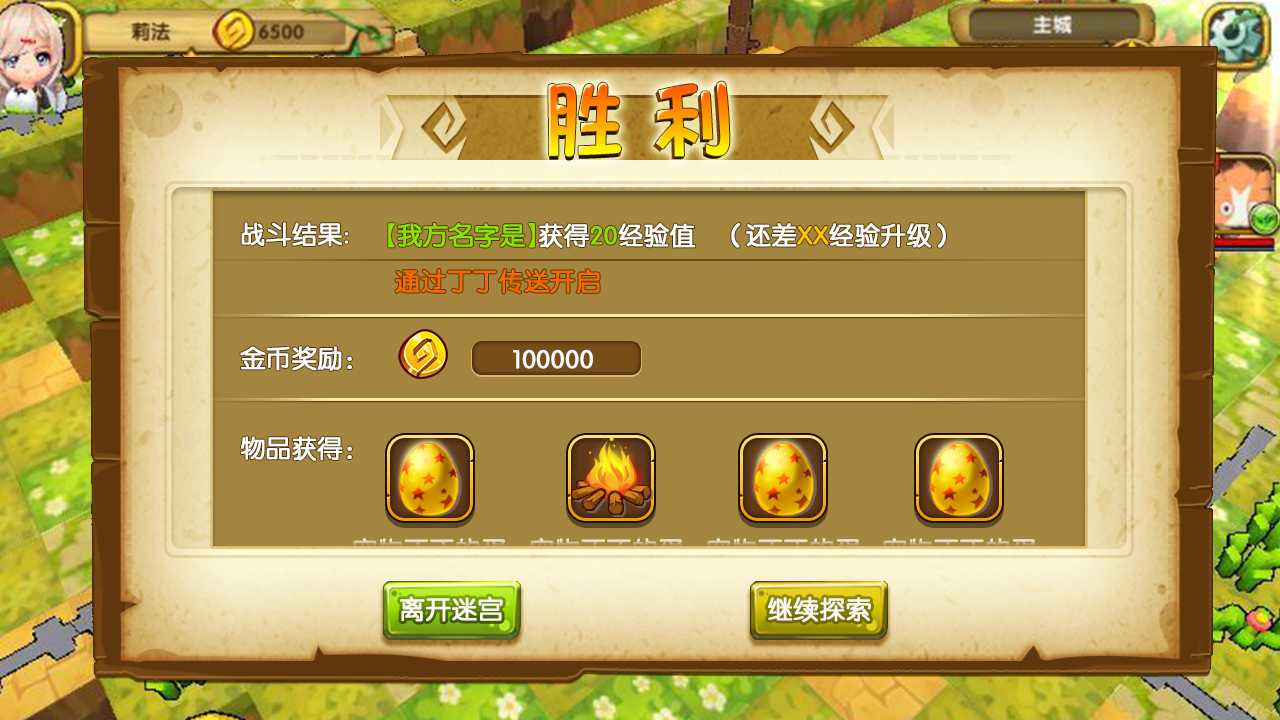 莉法
6500
主城
胜利
战斗结果: 【我方名字是】获得20经验值 （还差XX经验升级）
通过丁丁传送开启
金币奖励: 100000
物品获得:
离开迷宫
继续探索